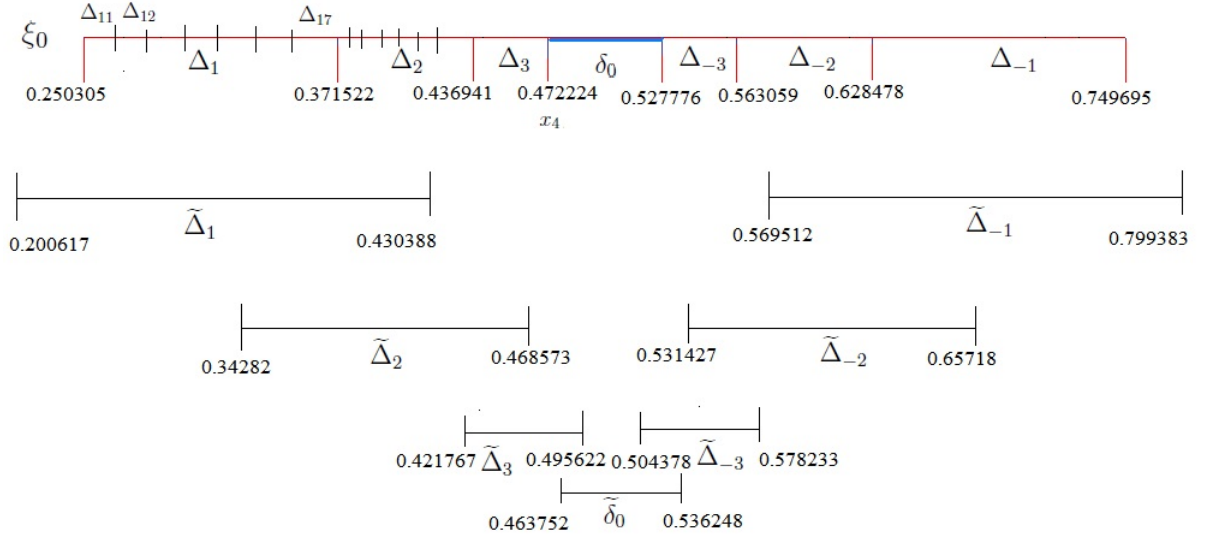 Δ₁₁ Δ₁₂ Δ₁₇
ξ₀ Δ₁ Δ₂ Δ₃ δ₀ Δ₋₃ Δ₋₂ Δ₋₁
0.250305 0.371522 0.436941 0.472224 0.527776 0.563059 0.628478 0.749695
x₄
Δ̃₁ Δ̃₋₁
0.200617 0.430388 0.569512 0.799383
Δ̃₂ Δ̃₋₂
0.34282 0.468573 0.531427 0.65718
0.421767 Δ̃₃ 0.495622 0.504378 Δ̃₋₃ 0.578233
0.463752 δ̃₀ 0.536248